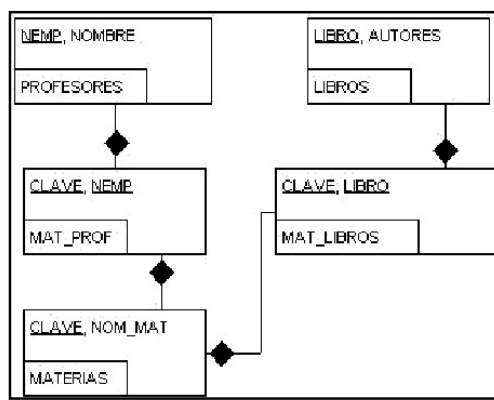 NEMP, NOMBRE
PROFESORES
LIBRO, AUTORES
LIBROS
CLAVE, NEMP
MAT_PROF
CLAVE, LIBRO
MAT_LIBROS
CLAVE, NOM_MAT
MATERIAS